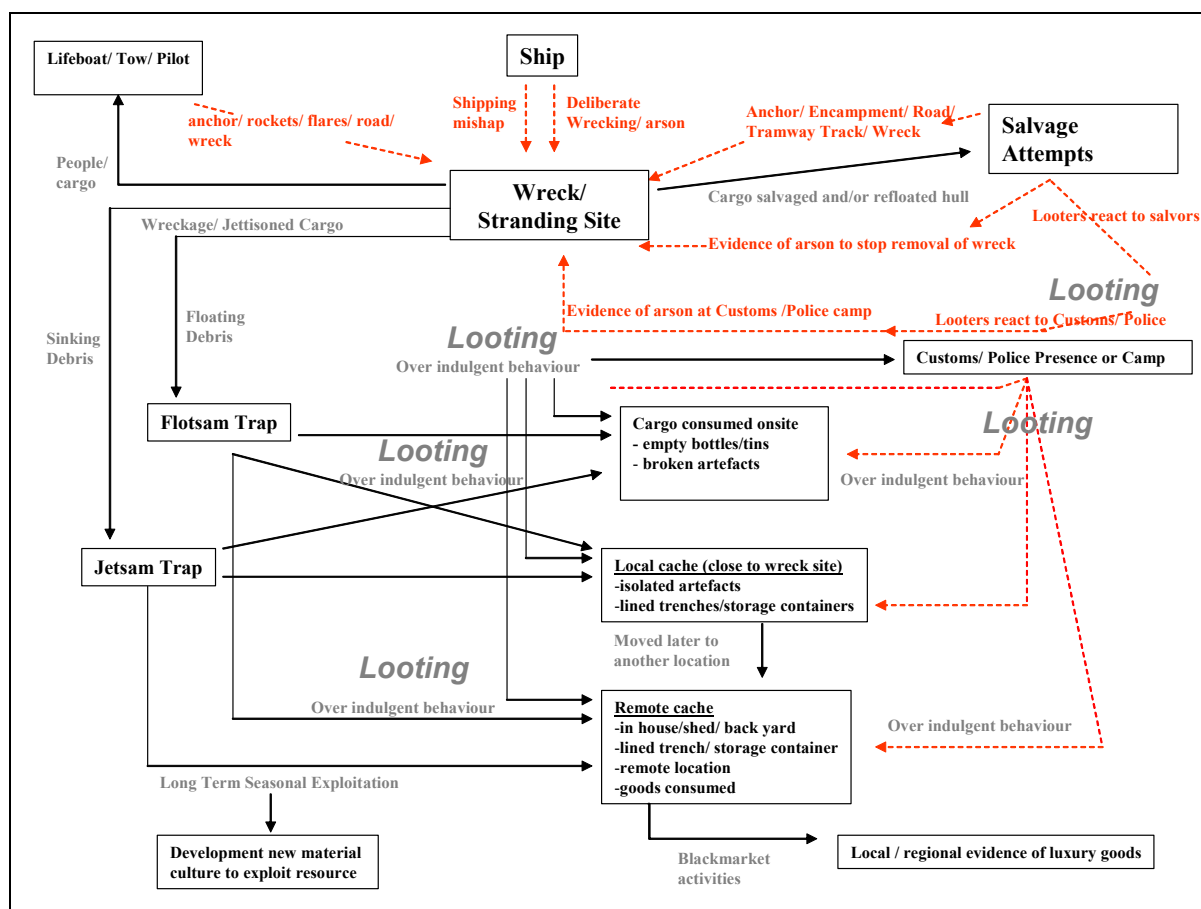 Lifeboat/ Tow/ Pilot
Ship
Shipping
mishap
Deliberate
Wrecking/ arson
anchor/ rockets/ flares/ road/
wreck
Anchor/ Encampment/ Road/
Tramway Track/ Wreck
Salvage
Attempts
People/
cargo
Wreck/
Stranding Site
Cargo salvaged and/or refloated hull
Wreckage/ Jettisoned Cargo
Looters react to salvors
Evidence of arson to stop removal of wreck
Looting
Evidence of arson at Customs /Police camp
Looters react to Customs/ Police
Floating
Debris
Sinking
Debris
Looting
Over indulgent behaviour
Customs/ Police Presence or Camp
Flotsam Trap
Cargo consumed onsite
- empty bottles/tins
- broken artefacts
Looting
Over indulgent behaviour
Looting
Over indulgent behaviour
Jetsam Trap
Local cache (close to wreck site)
-isolated artefacts
-lined trenches/storage containers
Moved later to
another location
Looting
Over indulgent behaviour
Remote cache
-in house/shed/ back yard
-lined trench/ storage container
-remote location
-goods consumed
Over indulgent behaviour
Long Term Seasonal Exploitation
Development new material
culture to exploit resource
Blackmarket
activities
Local / regional evidence of luxury goods